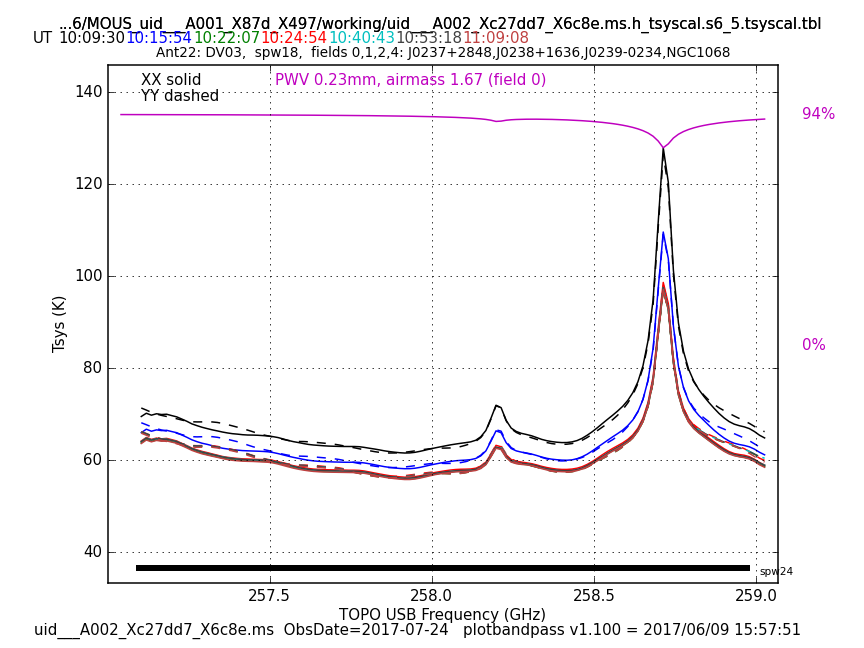 ...6/MOUS_uid___A001_X87d_X497/working/uid___A002_Xc27dd7_X6c8e.ms.h_tsyscal.s6_5.tsyscal.tbl
UT 10:09:30 10:15:54 10:22:07 10:24:54 10:40:43 10:53:18 11:09:08
Ant22: DV03, spw18, fields 0,1,2,4: J0237+2848,J0238+1636,J0239-0234,NGC1068
XX solid
PWV 0.23mm, airmass 1.67 (field 0)
YY dashed
140
120
100
80
60
40
94%
0%
Tsys (K)
spw24
257.5
258.0
258.5
259.0
TOPO USB Frequency (GHz)
uid___A002_Xc27dd7_X6c8e.ms ObsDate=2017-07-24 plotbandpass v1.100 = 2017/06/09 15:57:51